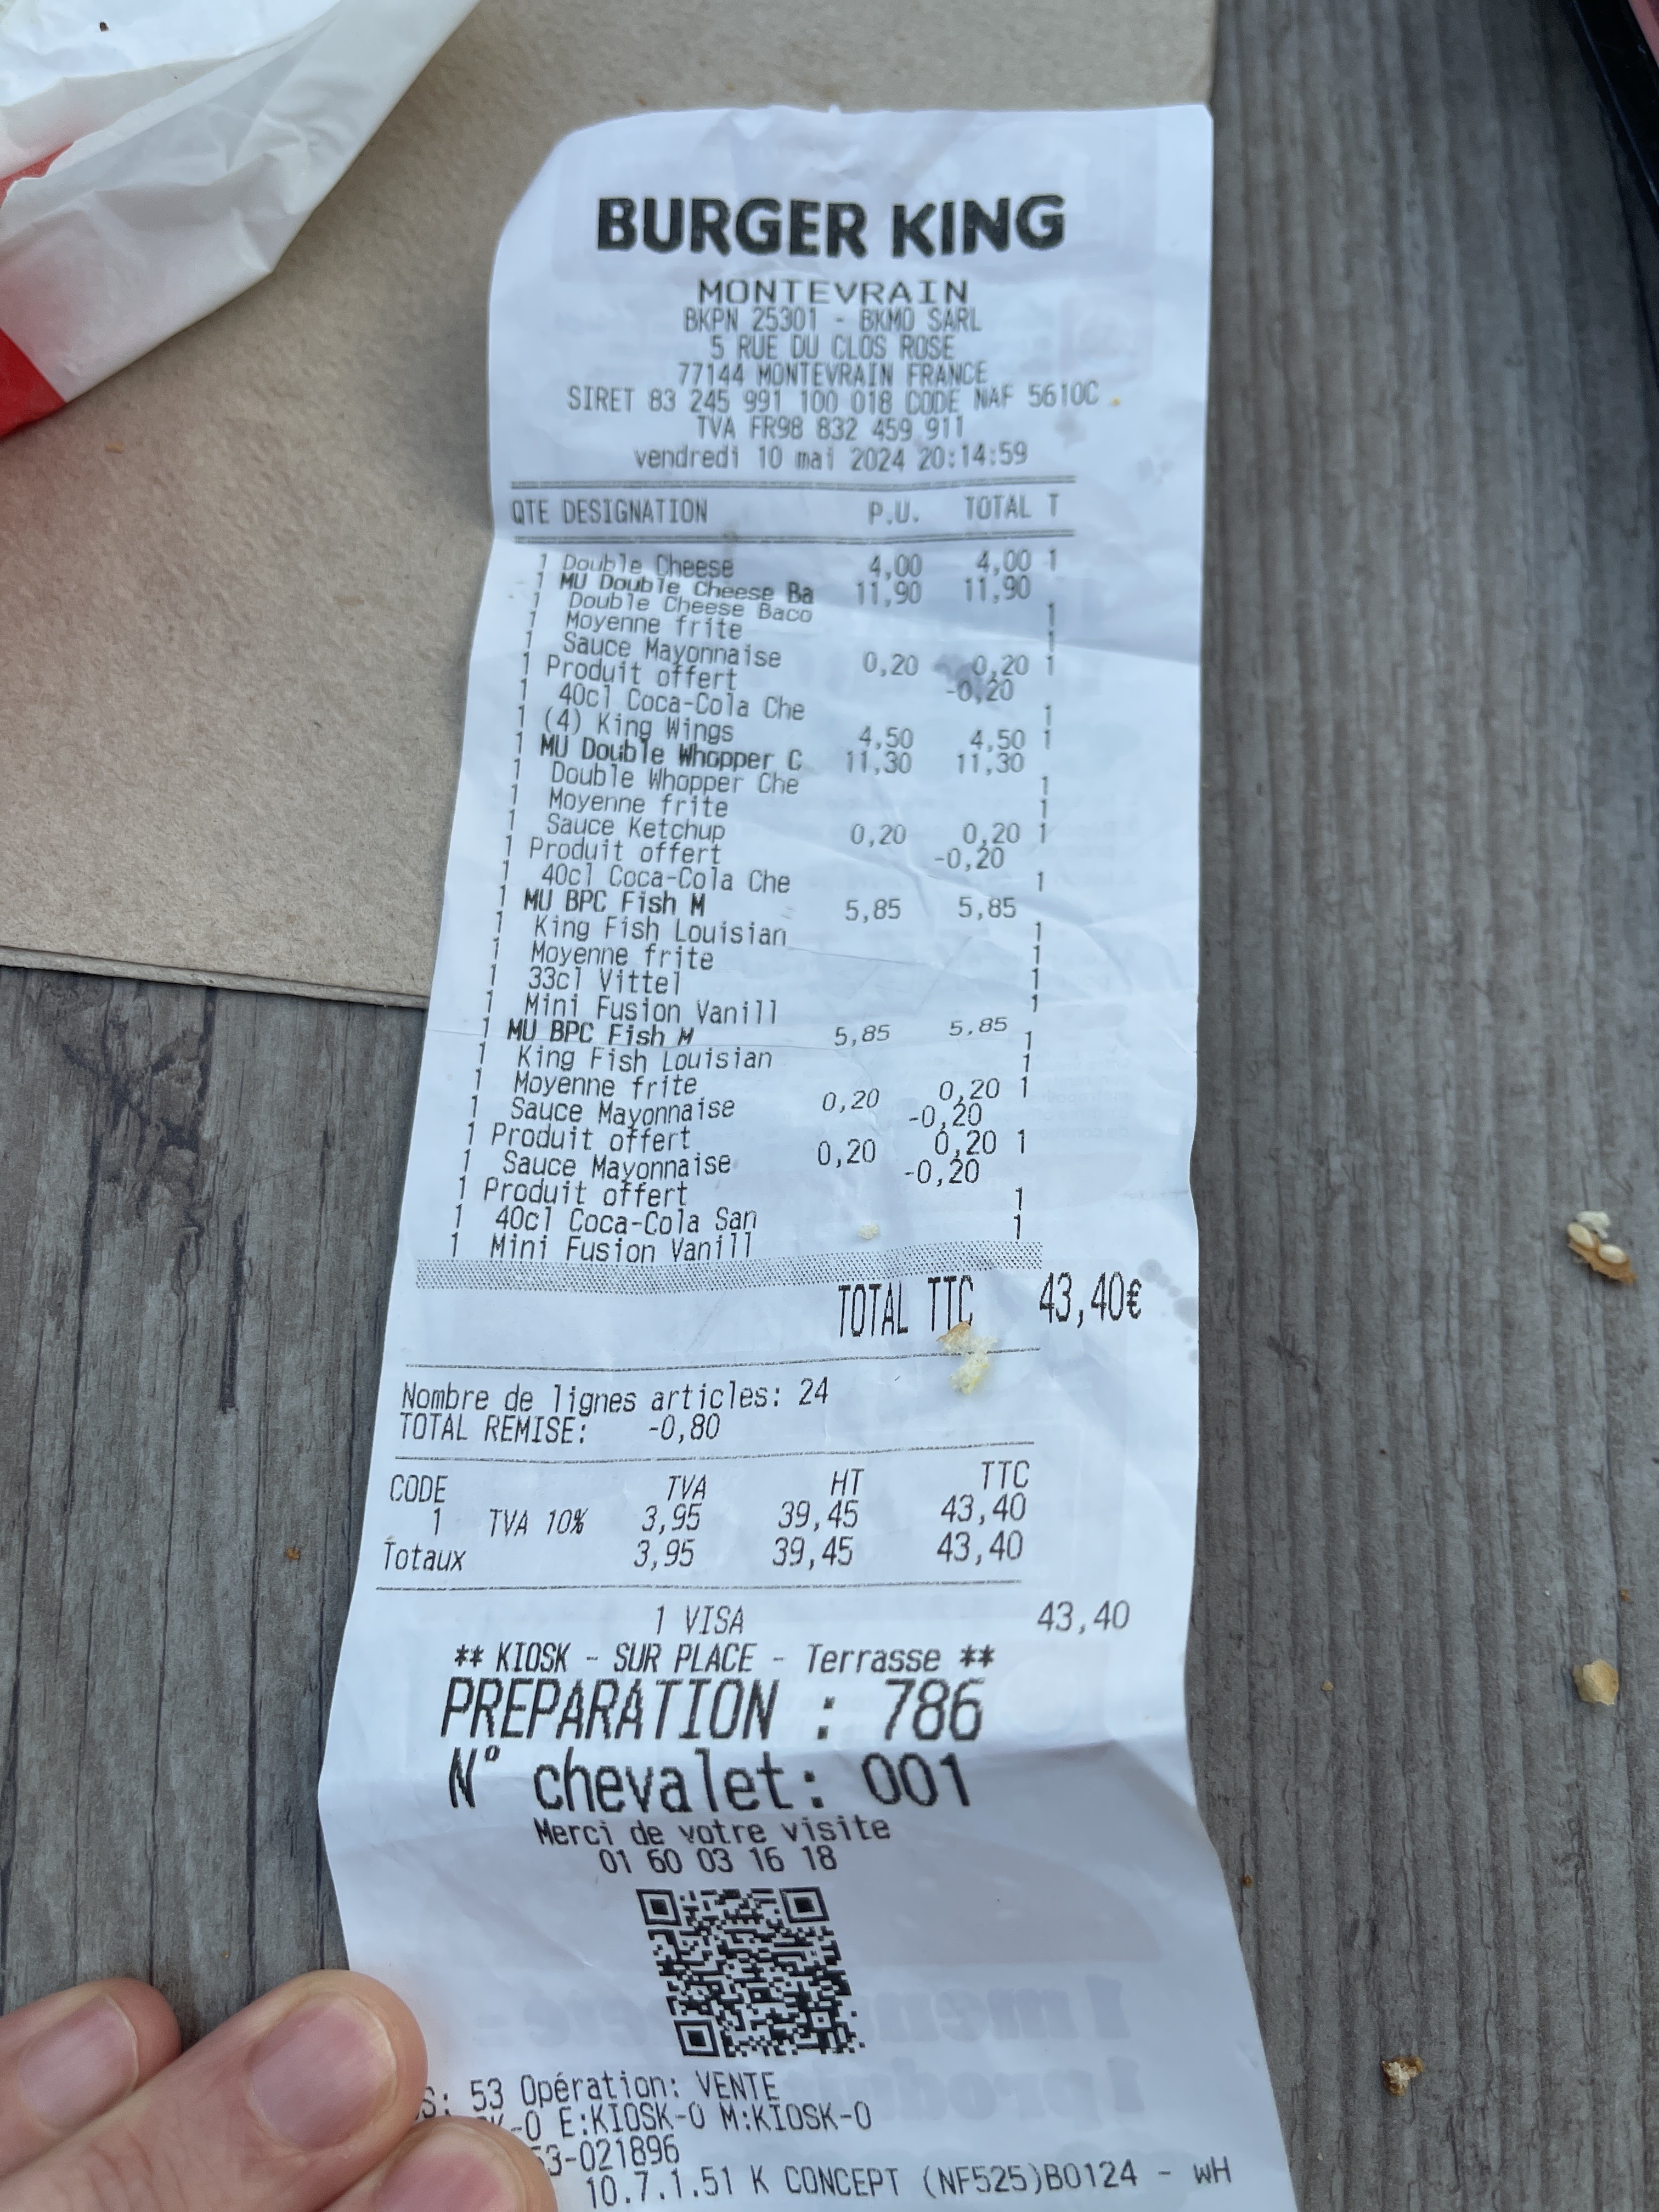 BURGER KING
MONTEVRAIN
BKPN 25301 - BKMO SARL
5 RUE DU CLOS ROSE
77144 MONTEVRAIN FRANCE
SIRET 83 245 991 100 018 CODE NAF 5610C
TVA FR98 832 459 911
vendredi 10 mai 2024 20:14:59
QTE DESIGNATION P.U. TOTAL T
1 Double Cheese 4,00 4,00 1
1 MU Double Cheese Ba 11,90 11,90
1 Double Cheese Baco 1
1 Moyenne frite 1
1 Sauce Mayonnaise 0,20 0,20 1
1 Produit offert -0,20
1 40cl Coca-Cola Che 1
1 (4) King Wings 4,50 4,50 1
1 MU Double Whopper C 11,30 11,30
1 Double Whopper Che 1
1 Moyenne frite 1
1 Sauce Ketchup 0,20 0,20 1
1 Produit offert -0,20
1 40cl Coca-Cola Che 1
1 MU BPC Fish M 5,85 5,85
1 King Fish Louisian 1
1 Moyenne frite 1
1 33cl Vittel 1
1 Mini Fusion Vanill 1
1 MU BPC Fish M 5,85 5,85
1 King Fish Louisian 1
1 Moyenne frite 1
1 Sauce Mayonnaise 0,20 0,20 1
1 Produit offert -0,20
1 Sauce Mayonnaise 0,20 0,20 1
1 Produit offert -0,20
1 40cl Coca-Cola San 1
1 Mini Fusion Vanill 1
TOTAL TTC 43,40€
Nombre de lignes articles: 24
TOTAL REMISE: -0,80
CODE TVA HT TTC
1 TVA 10% 3,95 39,45 43,40
Totaux 3,95 39,45 43,40
1 VISA 43,40
** KIOSK - SUR PLACE - Terrasse **
PREPARATION : 786
N° chevalet: 001
Merci de votre visite
01 60 03 16 18
S: 53 Opération: VENTE
K-0 E:KIOSK-0 M:KIOSK-0
53-021896
10.7.1.51 K CONCEPT (NF525)B0124 - wH